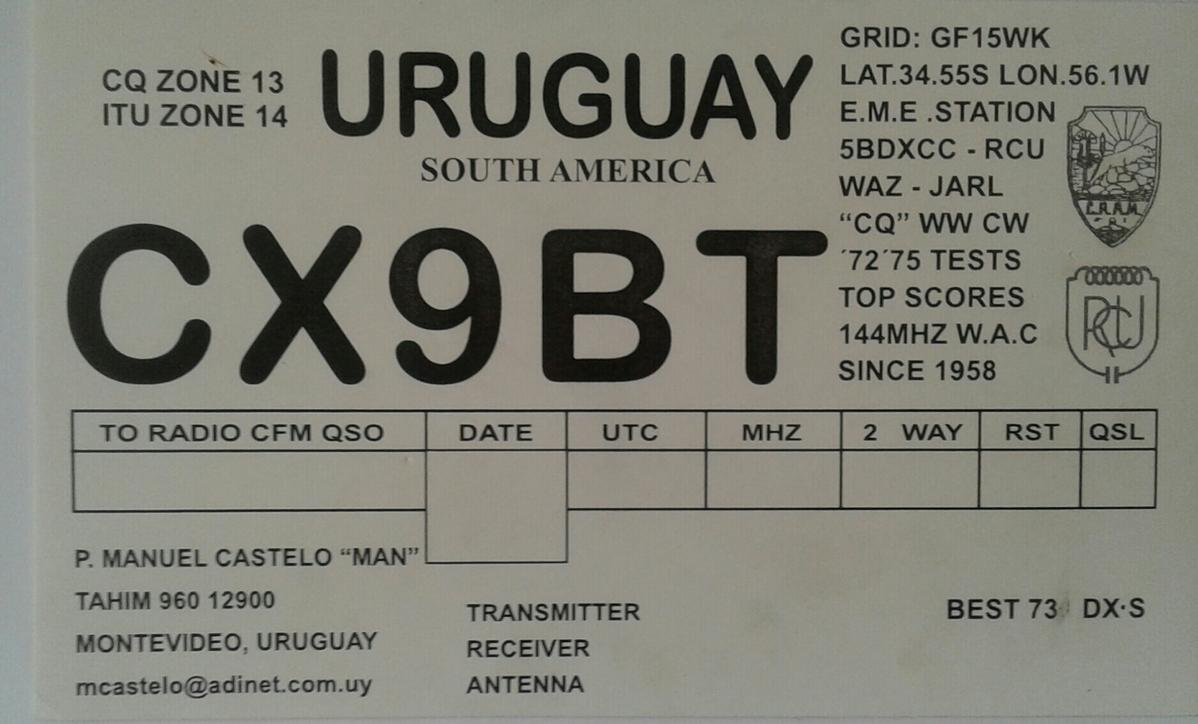 CQ ZONE 13
ITU ZONE 14
URUGUAY
SOUTH AMERICA
CX9BT
GRID: GF15WK
LAT.34.55S LON.56.1W
E.M.E .STATION
5BDXCC - RCU
WAZ - JARL
“CQ” WW CW
´72´75 TESTS
TOP SCORES
144MHZ W.A.C
SINCE 1958
C.R.A.M.
RCU
TO RADIO CFM QSO DATE UTC MHZ 2 WAY RST QSL
P. MANUEL CASTELO “MAN”
TAHIM 960 12900
MONTEVIDEO, URUGUAY
mcastelo@adinet.com.uy
TRANSMITTER
RECEIVER
ANTENNA
BEST 73 DX·S